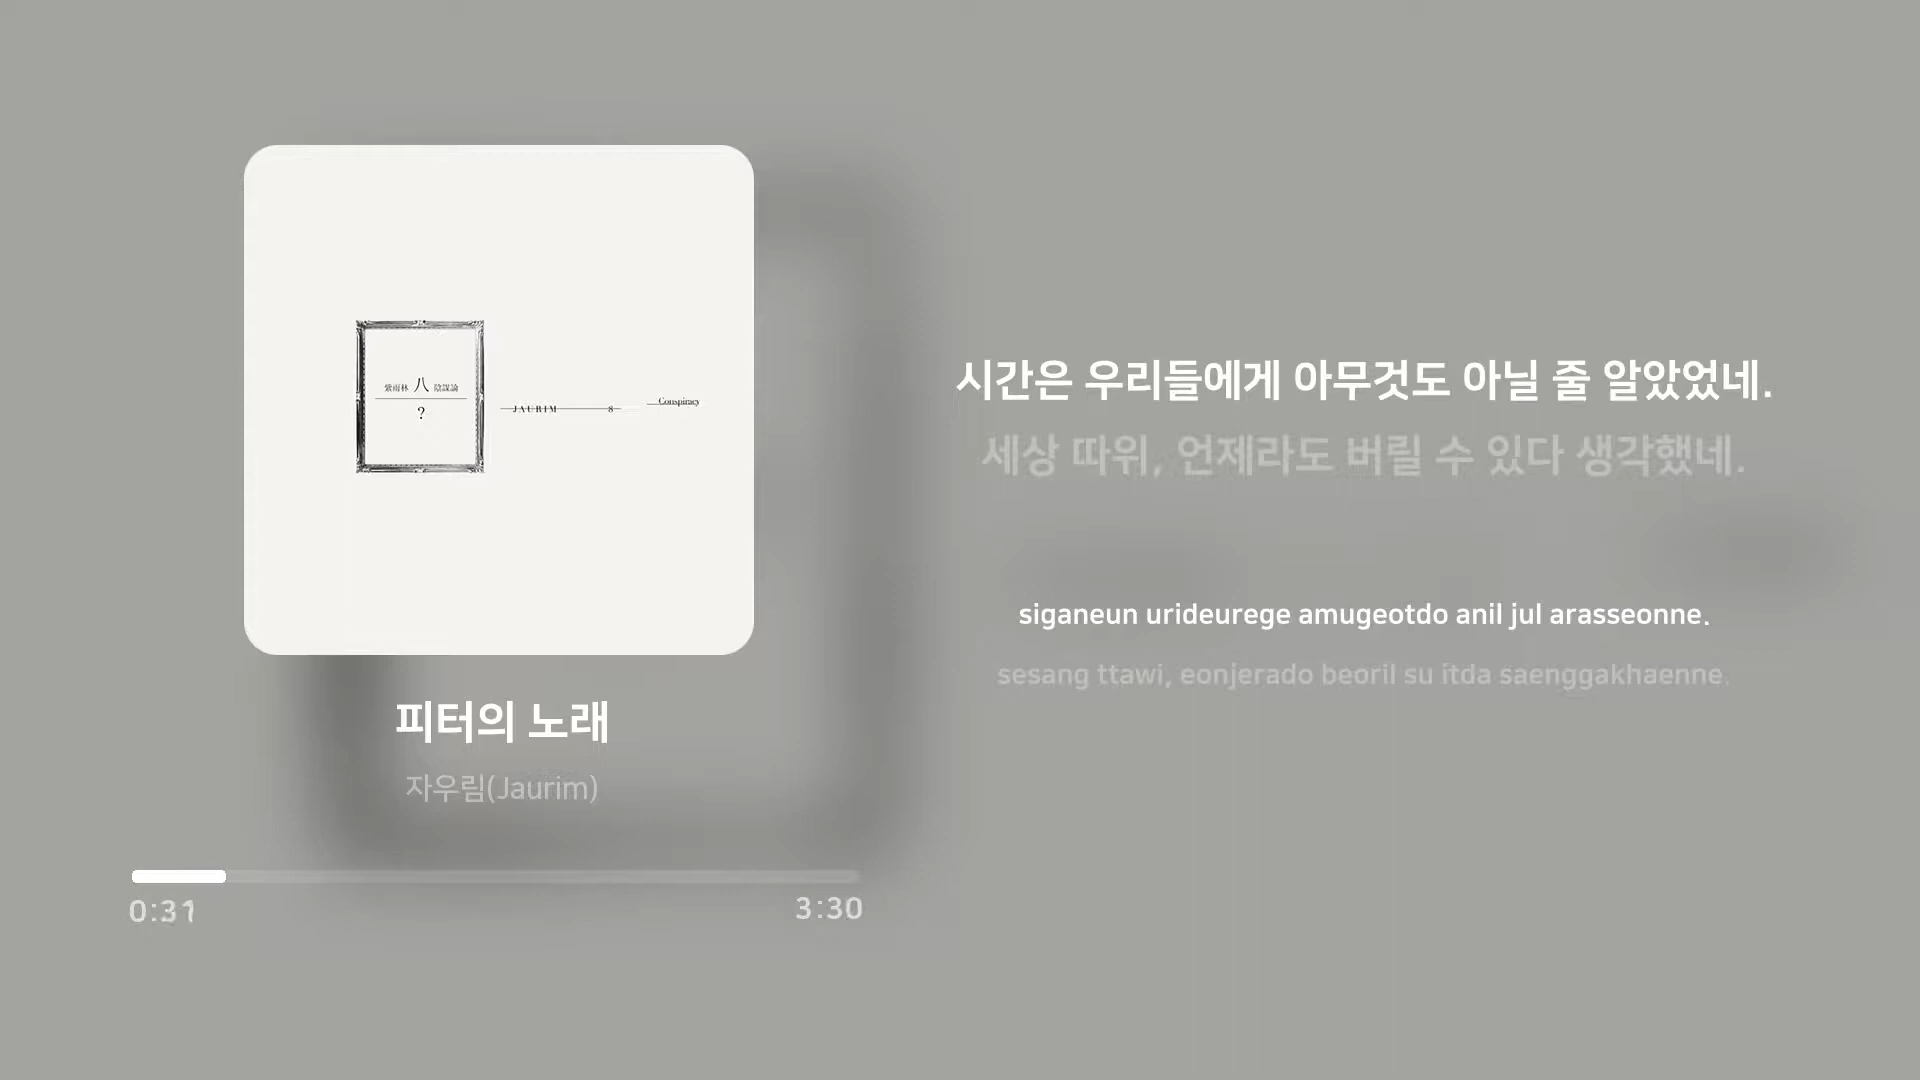 紫雨林 八 陰謀論
?
JAURIM 8 Conspiracy
피터의 노래
자우림(Jaurim)
0:31
3:30
시간은 우리들에게 아무것도 아닐 줄 알았었네.
세상 따위, 언제라도 버릴 수 있다 생각했네.
siganeun urideurege amugeotdo anil jul arasseonne.
sesang ttawi, eonjerado beoril su itda saenggakhaenne.